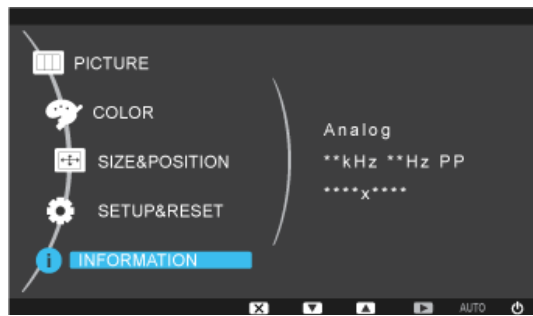 PICTURE
COLOR
SIZE&POSITION
SETUP&RESET
INFORMATION
Analog
**kHz **Hz PP
****x****
AUTO